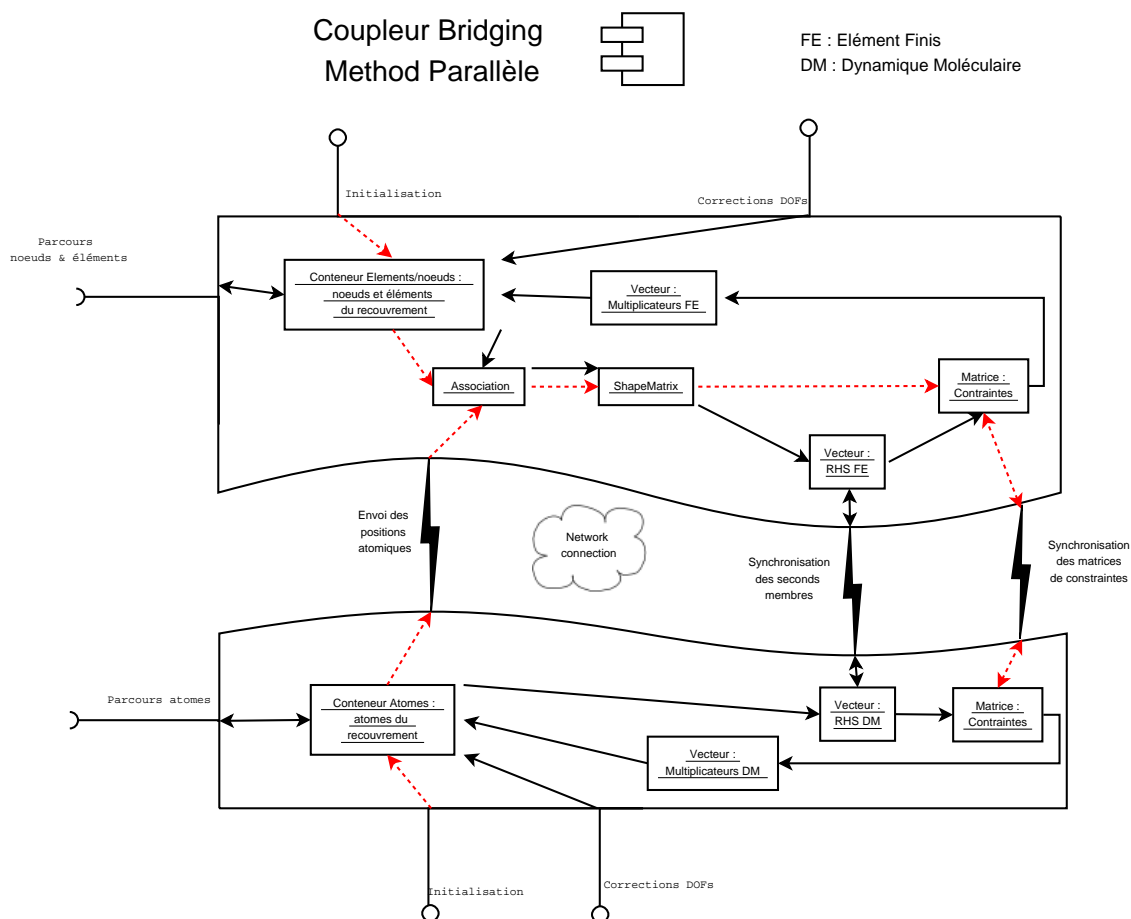 Coupleur Bridging
Method Parallèle
FE : Elément Finis
DM : Dynamique Moléculaire
Initialisation
Corrections DOFs
Parcours
noeuds & éléments
Conteneur Elements/noeuds :
noeuds et éléments
du recouvrement
Vecteur :
Multiplicateurs FE
Association
ShapeMatrix
Matrice :
Contraintes
Vecteur :
RHS FE
Envoi des
positions
atomiques
Network
connection
Synchronisation
des seconds
membres
Synchronisation
des matrices
de constraintes
Parcours atomes
Conteneur Atomes :
atomes du
recouvrement
Vecteur :
RHS DM
Matrice :
Contraintes
Vecteur :
Multiplicateurs DM
Initialisation
Corrections DOFs